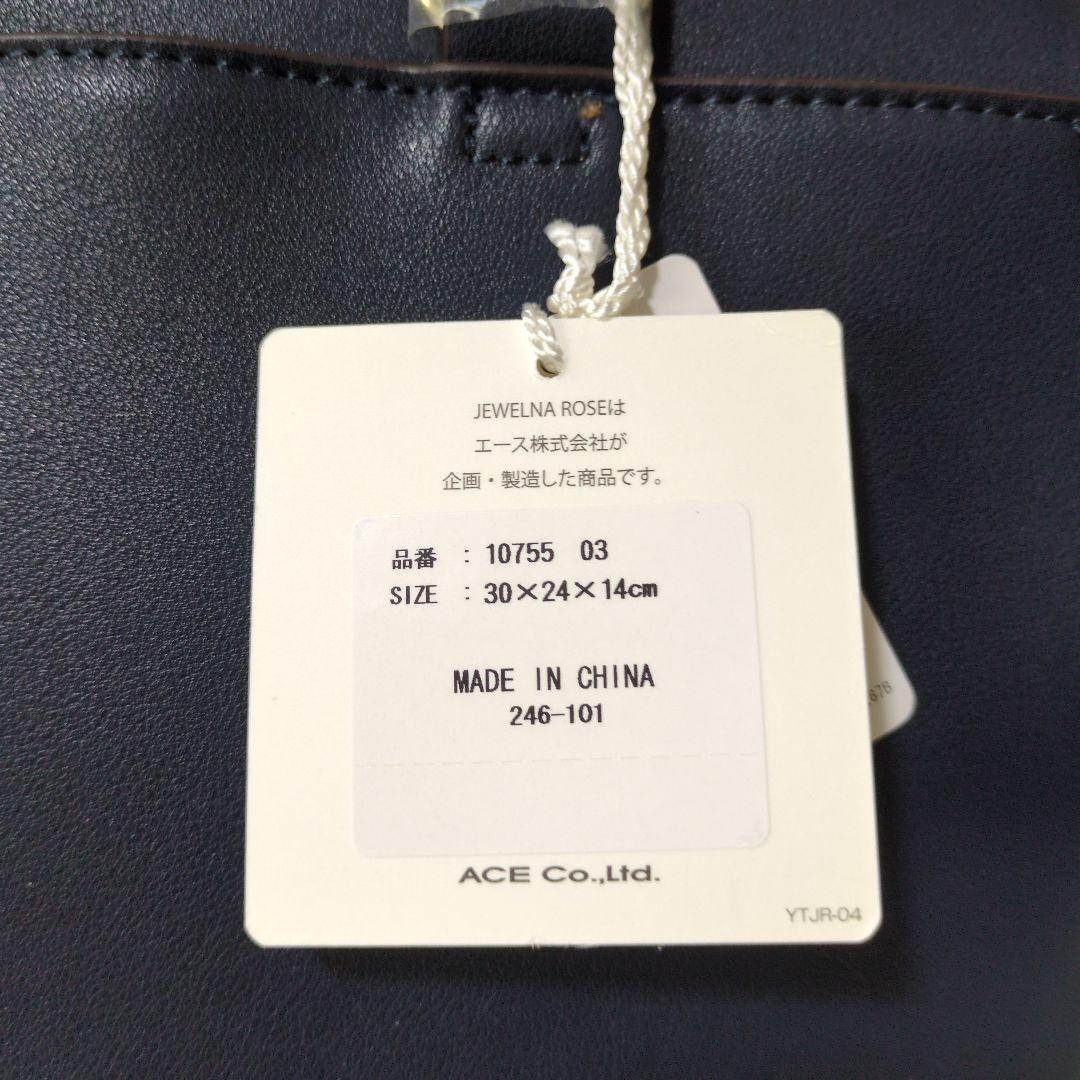 JEWELNA ROSEは
エース株式会社が
企画・製造した商品です。
品番 : 10755 03
SIZE : 30×24×14cm
MADE IN CHINA
246-101
ACE Co.,Ltd.
YTJR-04